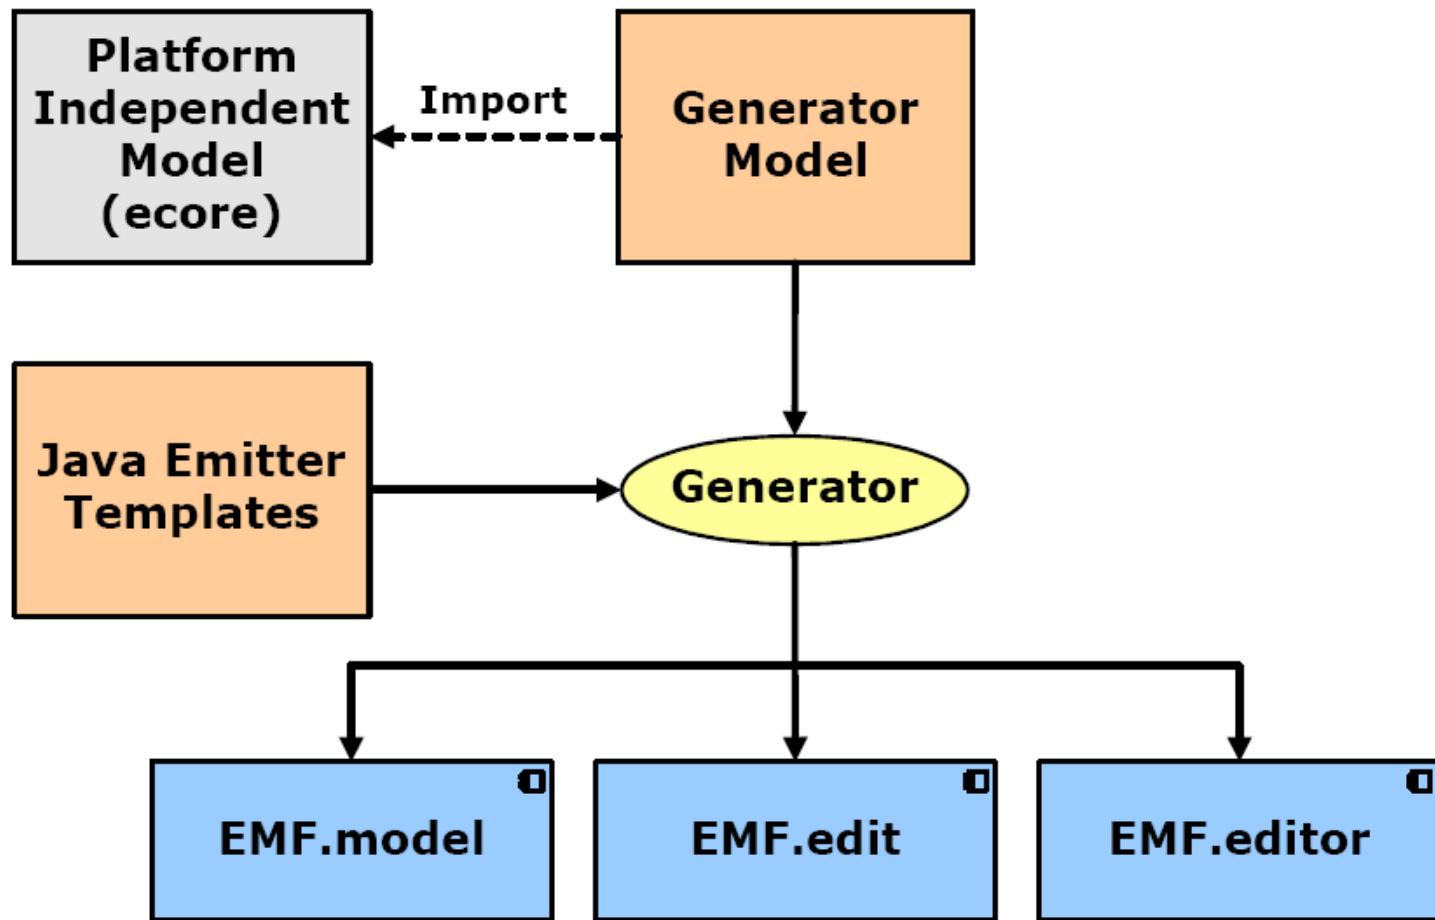 Platform
Independent
Model
(ecore)
Import
Generator
Model
Java Emitter
Templates
Generator
EMF.model
EMF.edit
EMF.editor